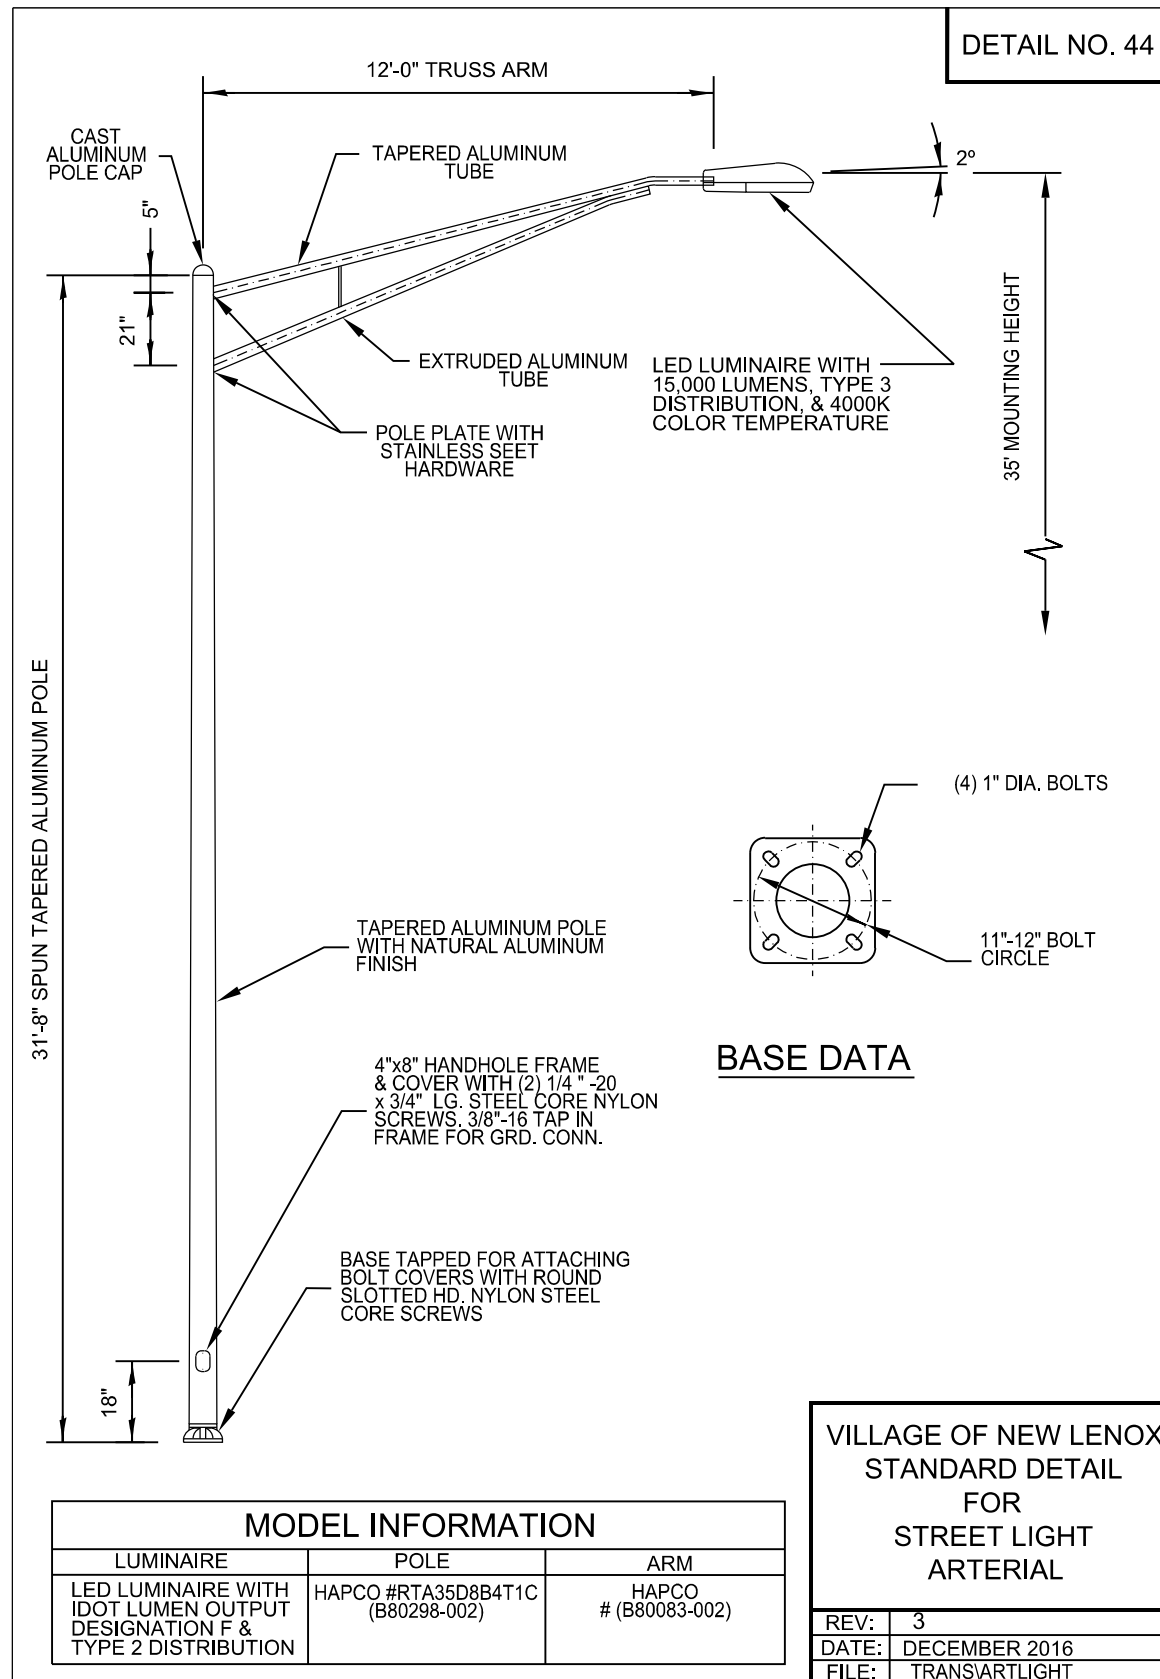 DETAIL NO. 44
12'-0" TRUSS ARM
CAST
ALUMINUM
POLE CAP
TAPERED ALUMINUM
TUBE
2º
5"
21"
EXTRUDED ALUMINUM
TUBE
LED LUMINAIRE WITH
15,000 LUMENS, TYPE 3
DISTRIBUTION, & 4000K
COLOR TEMPERATURE
35' MOUNTING HEIGHT
POLE PLATE WITH
STAINLESS SEET
HARDWARE
31'-8" SPUN TAPERED ALUMINUM POLE
(4) 1" DIA. BOLTS
TAPERED ALUMINUM POLE
WITH NATURAL ALUMINUM
FINISH
11"-12" BOLT
CIRCLE
BASE DATA
4"x8" HANDHOLE FRAME
& COVER WITH (2) 1/4 " -20
x 3/4" LG. STEEL CORE NYLON
SCREWS. 3/8"-16 TAP IN
FRAME FOR GRD. CONN.
BASE TAPPED FOR ATTACHING
BOLT COVERS WITH ROUND
SLOTTED HD. NYLON STEEL
CORE SCREWS
18"
MODEL INFORMATION
LUMINAIRE POLE ARM
LED LUMINAIRE WITH
IDOT LUMEN OUTPUT
DESIGNATION F &
TYPE 2 DISTRIBUTION
HAPCO #RTA35D8B4T1C
(B80298-002)
HAPCO
# (B80083-002)
VILLAGE OF NEW LENOX
STANDARD DETAIL
FOR
STREET LIGHT
ARTERIAL
REV: 3
DATE: DECEMBER 2016
FILE: TRANS\ARTLIGHT